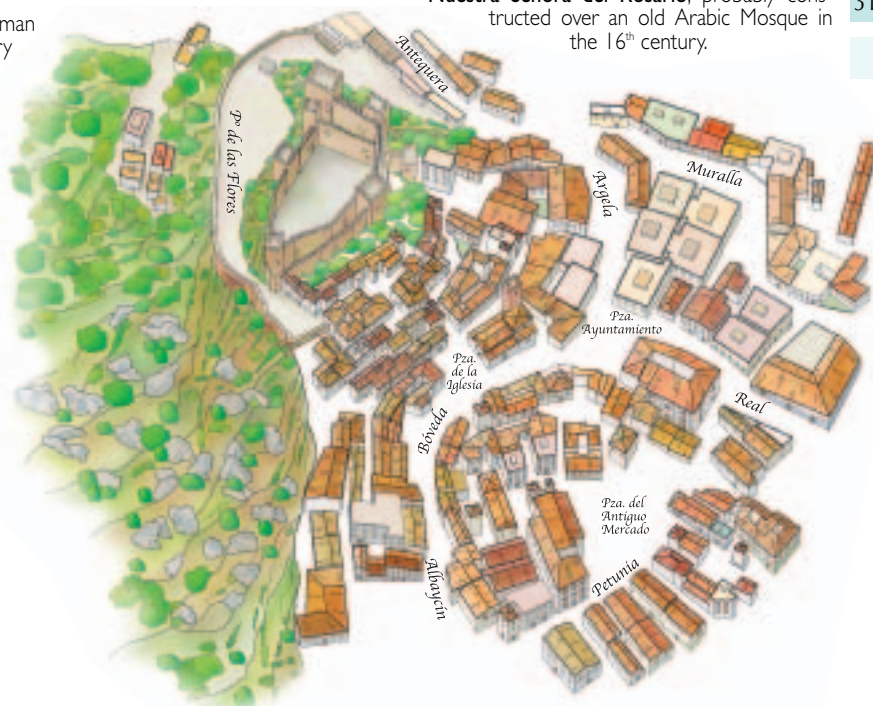 Nuestra Señora del Rosario, probably cons-
tructed over an old Arabic Mosque in
the 16th century.
31
Antequera
Pº de las Flores
Argela
Muralla
Pza.
Ayuntamiento
Pza.
de la
Iglesia
Real
Bóveda
Pza. del
Antiguo
Mercado
Albaycín
Petunia